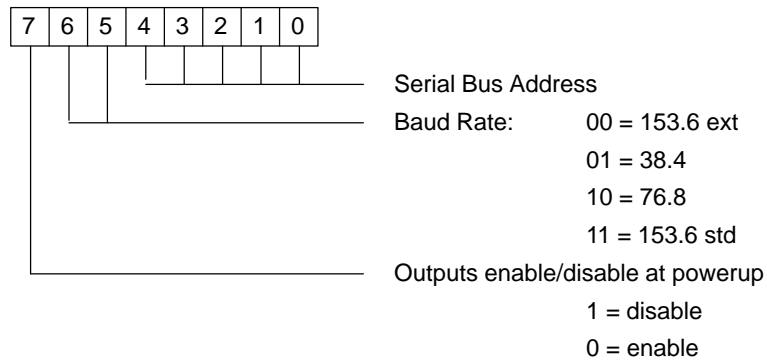 7 6 5 4 3 2 1 0
Serial Bus Address
Baud Rate: 00 = 153.6 ext
01 = 38.4
10 = 76.8
11 = 153.6 std
Outputs enable/disable at powerup
1 = disable
0 = enable